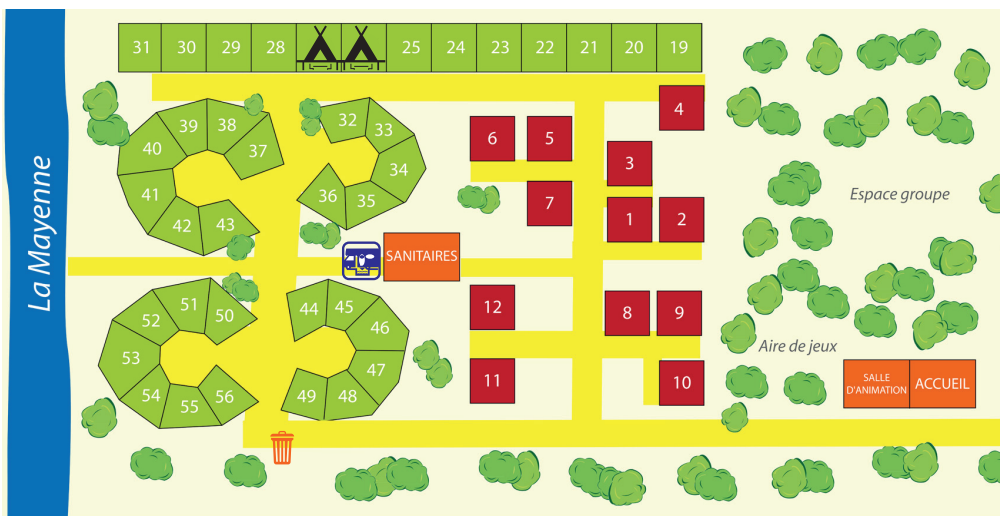 La Mayenne
31 30 29 28 25 24 23 22 21 20 19
4
39 38 32 33
40 37 34 6 5 3
41 36 35 7 1 2
42 43
Espace groupe
SANITAIRES
51 50 44 45 12 8 9
52 46
53 47 11 10
54 55 56 49 48
Aire de jeux
SALLE
D'ANIMATION
ACCUEIL